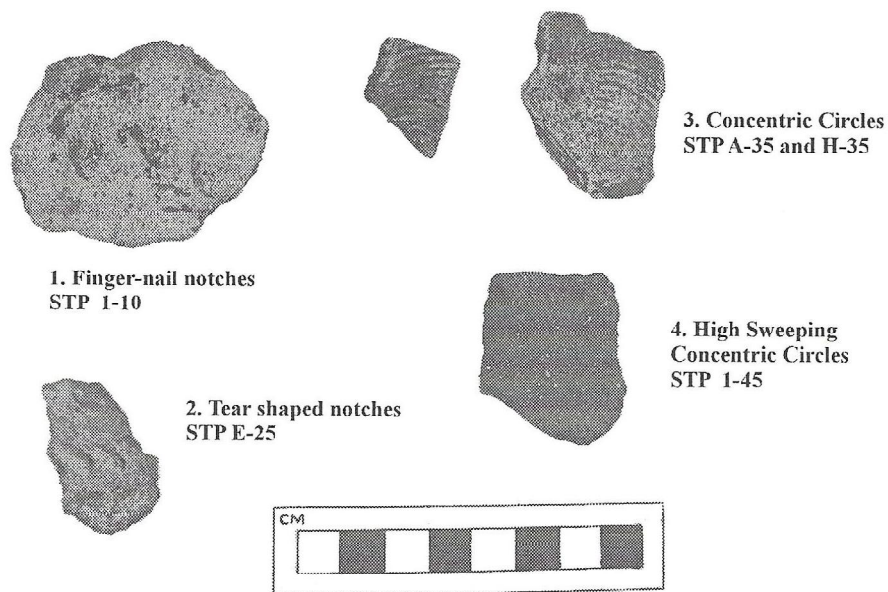 3. Concentric Circles
STP A-35 and H-35
1. Finger-nail notches
STP 1-10
4. High Sweeping
Concentric Circles
STP 1-45
2. Tear shaped notches
STP E-25
CM